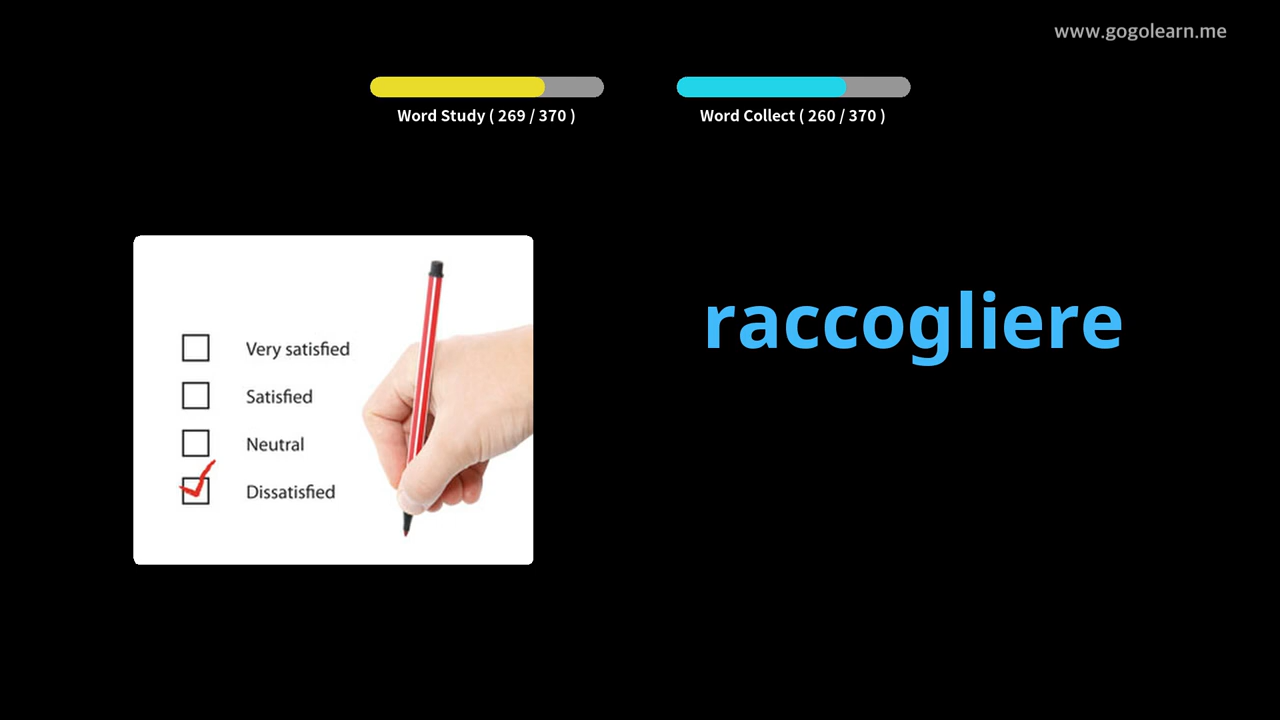 www.gogolearn.me
Word Study ( 269 / 370 )
Word Collect ( 260 / 370 )
raccogliere
Very satisfied
Satisfied
Neutral
Dissatisfied